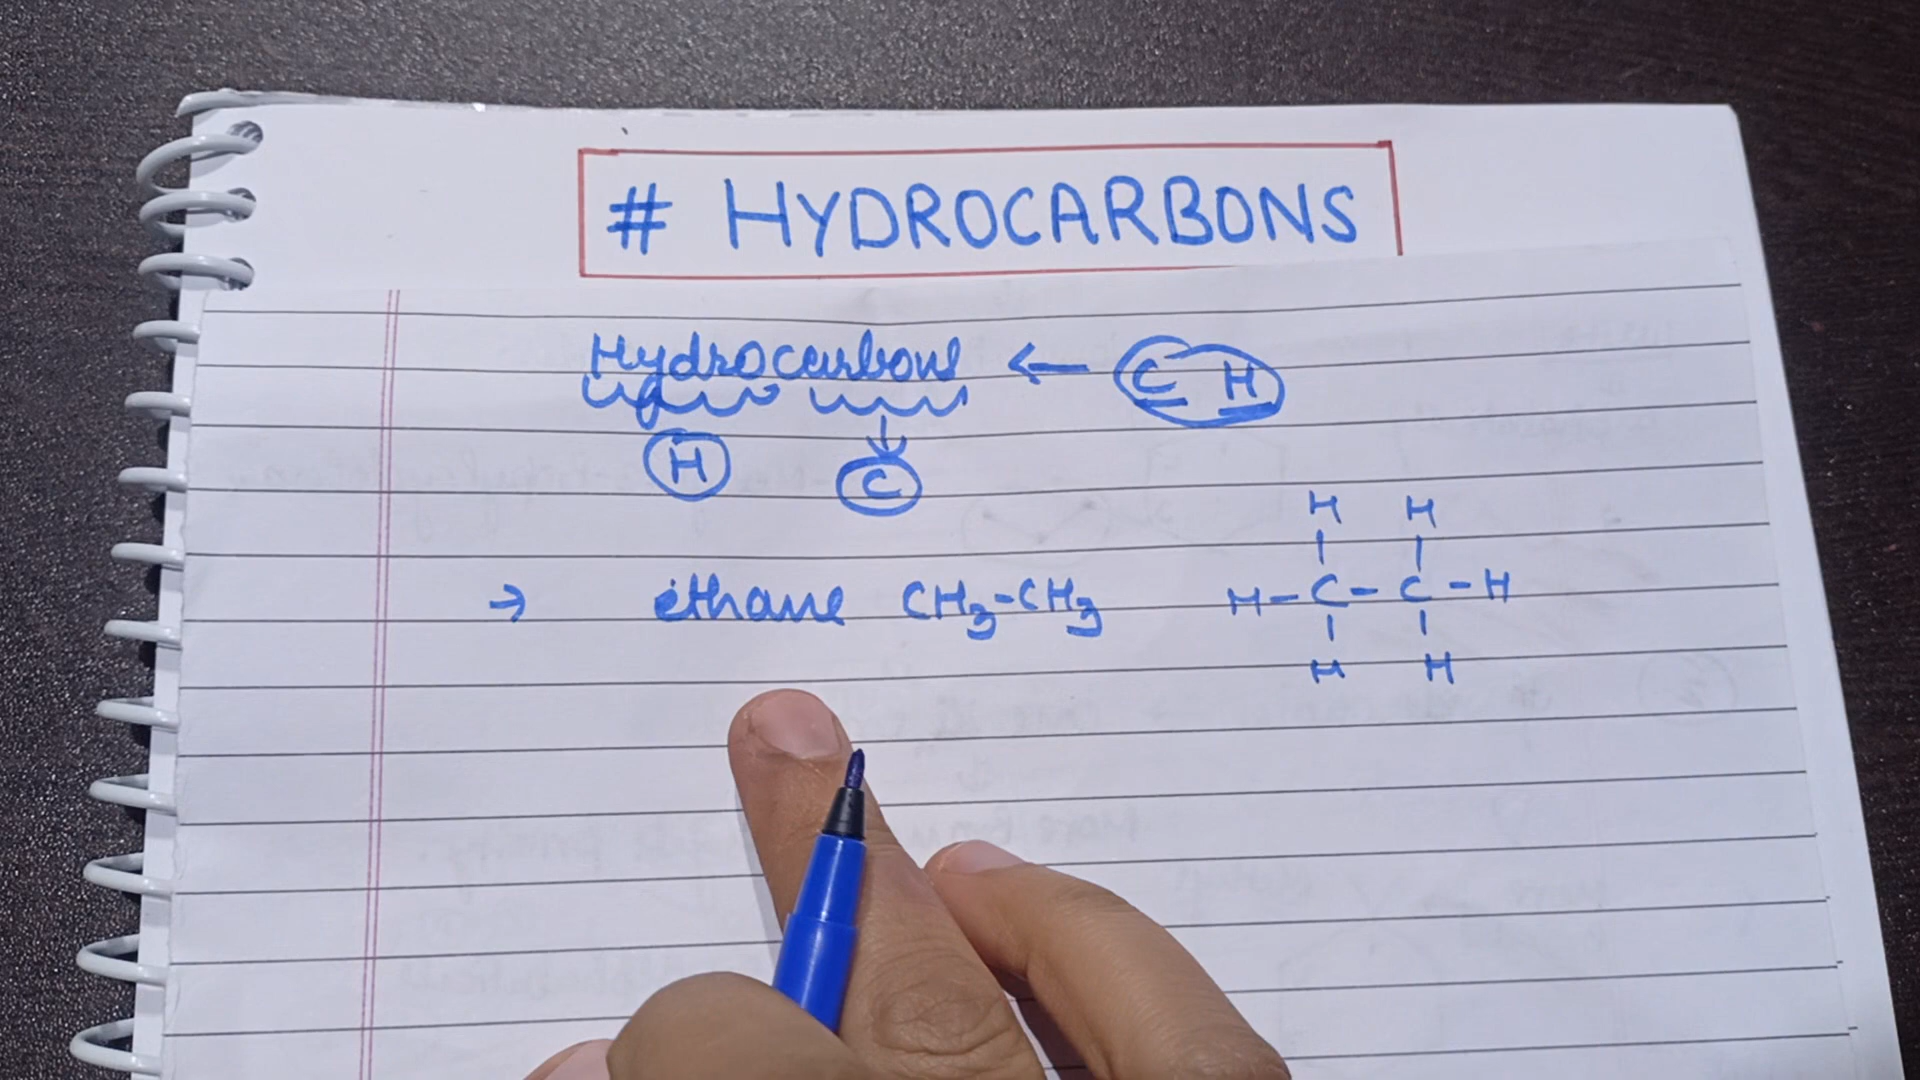 # HYDROCARBONS
Hydrocarbons ← C H
H C
→ ethane CH3-CH3
H H
H-C-C-H
H H